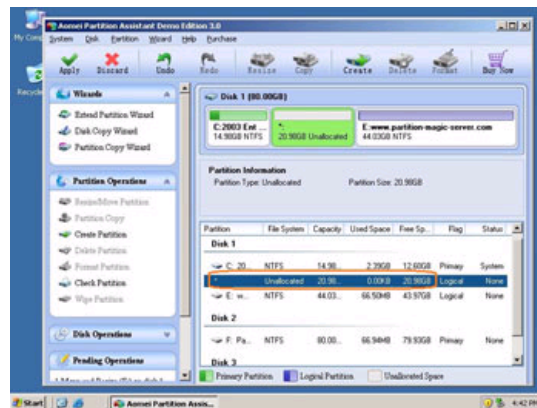 Aomei Partition Assistant Demo Edition 3.0
My Comp
System Disk Partition Wizard Help Purchase
Apply Discard Undo Redo Resize Copy Create Delete Format Buy Now
Recycle
Wizards
Extend Partition Wizard
Disk Copy Wizard
Partition Copy Wizard
Partition Operations
Resize/Move Partition
Partition Copy
Create Partition
Delete Partition
Format Partition
Check Partition
Wipe Partition
Disk Operations
Pending Operations
Disk 1 (80.00GB)
C:2003 Ent ...
14.98GB NTFS
*:
20.98GB Unallocated
E:www.partition-magic-server.com
44.03GB NTFS
Partition Information
Partition Type: Unallocated Partition Size: 20.98GB
Partition File System Capacity Used Space Free Sp... Flag Status
Disk 1
C: 20... NTFS 14.98... 2.39GB 12.60GB Primary System
* Unallocated 20.98... 0.00KB 20.98GB Logical None
E: w... NTFS 44.03... 66.50MB 43.97GB Logical None
Disk 2
F: Pa... NTFS 80.00... 66.94MB 79.93GB Primary None
Disk 3
Primary Partition Logical Partition Unallocated Space
Start Aomei Partition Assis... 4:42 PM